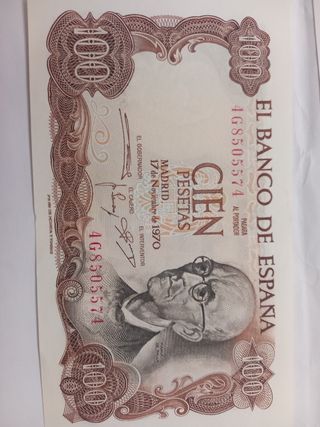 100
100
EL BANCO DE ESPAÑA
PAGARÁ
AL PORTADOR
4G8505574
CIEN
PESETAS
MADRID,
17 de Noviembre de 1970
EL GOBERNADOR
EL CAJERO
EL INTERVENTOR
4G8505574
100
100